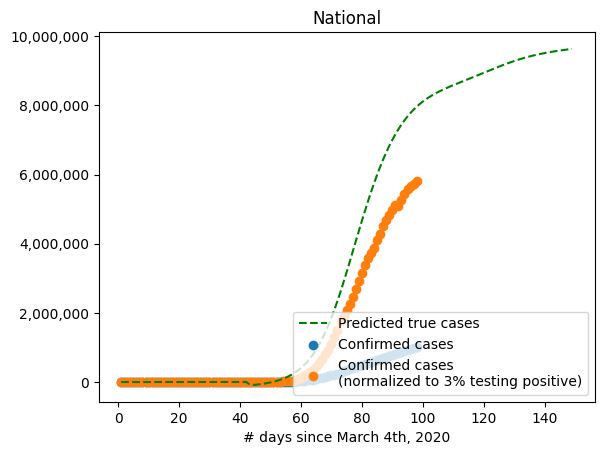 National
10,000,000
8,000,000
6,000,000
4,000,000
2,000,000
0
Predicted true cases
Confirmed cases
Confirmed cases
(normalized to 3% testing positive)
0 20 40 60 80 100 120 140
# days since March 4th, 2020